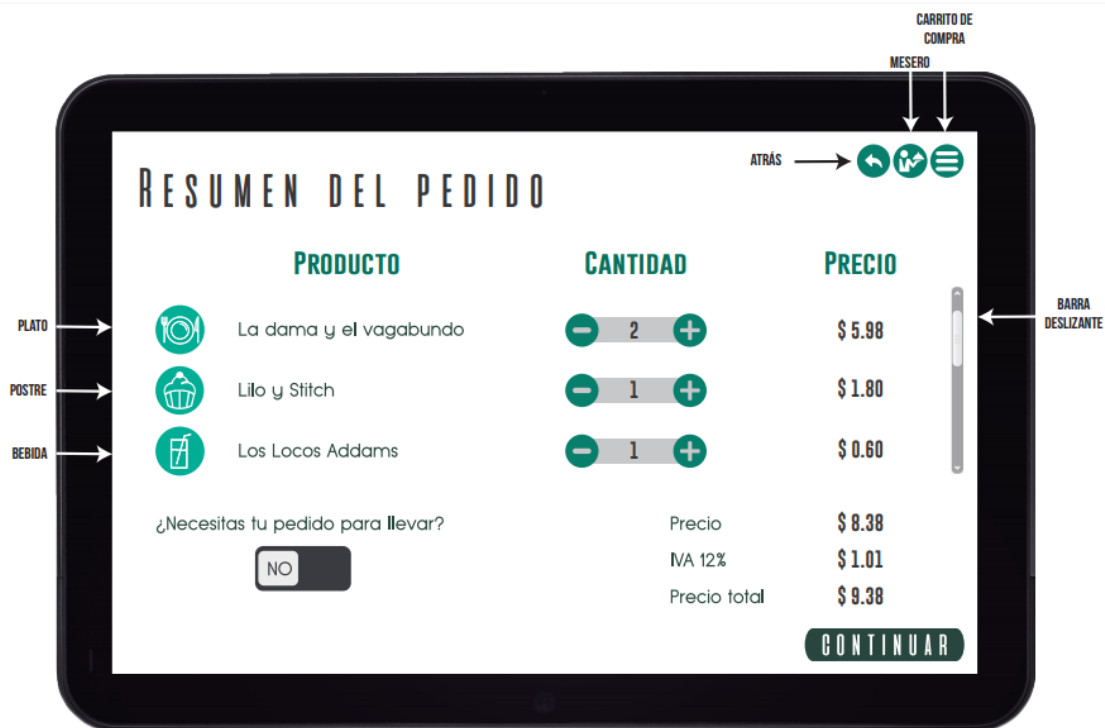 CARRITO DE
COMPRA
MESERO
ATRÁS
RESUMEN DEL PEDIDO
PRODUCTO CANTIDAD PRECIO
PLATO La dama y el vagabundo 2 $ 5.98
BARRA
DESLIZANTE
POSTRE Lilo y Stitch 1 $ 1.80
BEBIDA Los Locos Addams 1 $ 0.60
¿Necesitas tu pedido para llevar? Precio $ 8.38
NO IVA 12% $ 1.01
Precio total $ 9.38
CONTINUAR